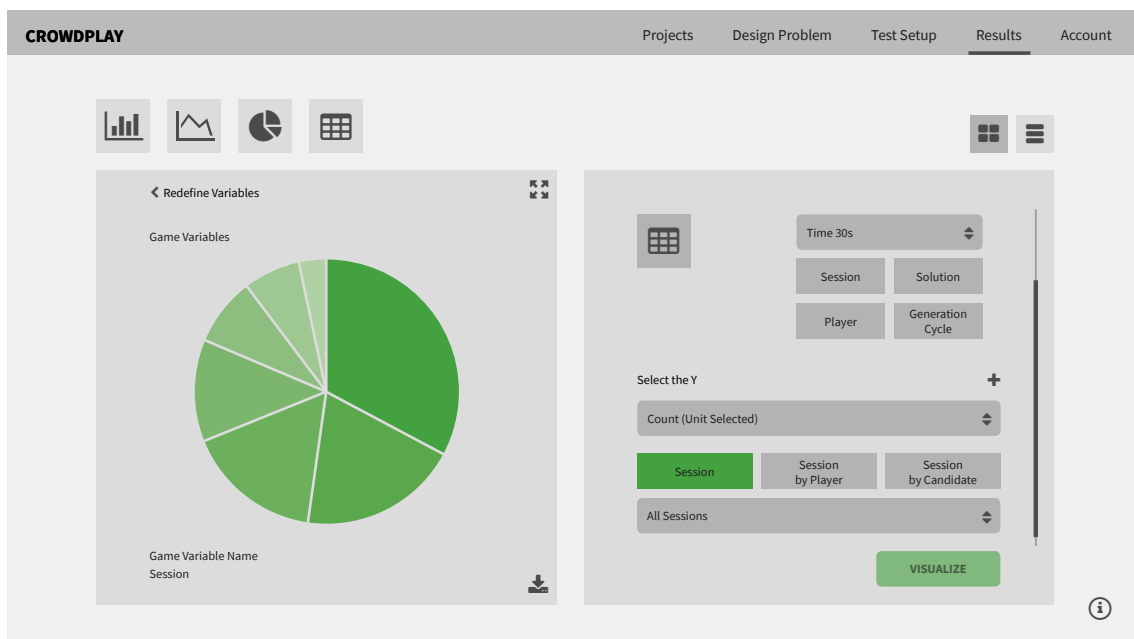 CROWDPLAY
Projects
Design Problem
Test Setup
Results
Account
Redefine Variables
Game Variables
Game Variable Name
Session
Time 30s
Session
Solution
Player
Generation
Cycle
Select the Y
Count (Unit Selected)
Session
Session
by Player
Session
by Candidate
All Sessions
VISUALIZE